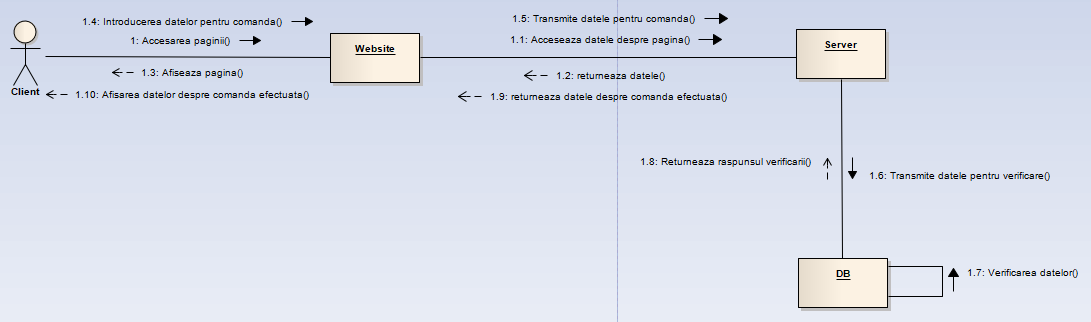 1.4: Introducerea datelor pentru comanda()
1: Accesarea paginii()
1.5: Transmite datele pentru comanda()
1.1: Acceseaza datele despre pagina()
Website
Server
1.3: Afiseaza pagina()
1.2: returneaza datele()
Client
1.10: Afisarea datelor despre comanda efectuata()
1.9: returneaza datele despre comanda efectuata()
1.8: Returneaza raspunsul verificarii()
1.6: Transmite datele pentru verificare()
DB
1.7: Verificarea datelor()